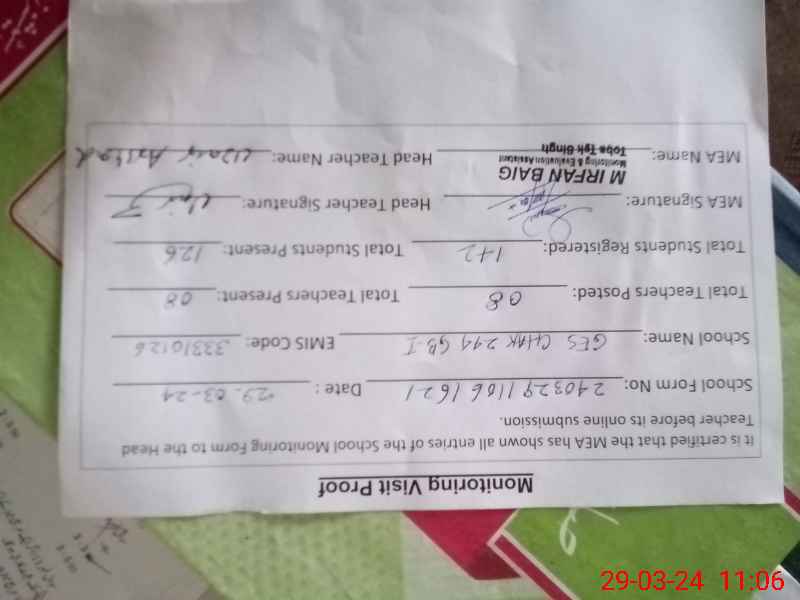 Monitoring Visit Proof
It is certified that the MEA has shown all entries of the School Monitoring Form to the Head
Teacher before its online submission.
School Form No: 24032911061621 Date: 29-03-24
School Name: GES CHAK 244 GB-I EMIS Code: 33310126
Total Teachers Posted: 08 Total Teachers Present: 08
Total Students Registered: 142 Total Students Present: 126
MEA Signature: Head Teacher Signature:
M IRFAN BAIG
Monitoring & Evaluation Assistant
Toba Tek Singh
MEA Name: Head Teacher Name: Arshad
29-03-24 11:06